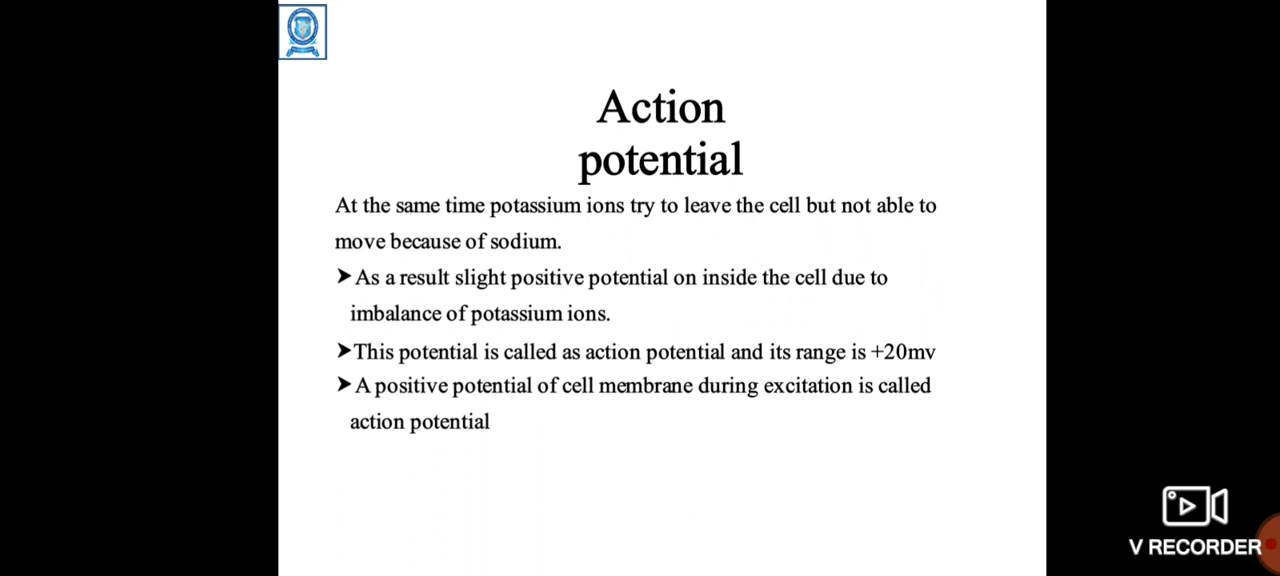 Action
potential
At the same time potassium ions try to leave the cell but not able to
move because of sodium.
➤As a result slight positive potential on inside the cell due to
imbalance of potassium ions.
➤This potential is called as action potential and its range is +20mv
➤A positive potential of cell membrane during excitation is called
action potential
V RECORDER